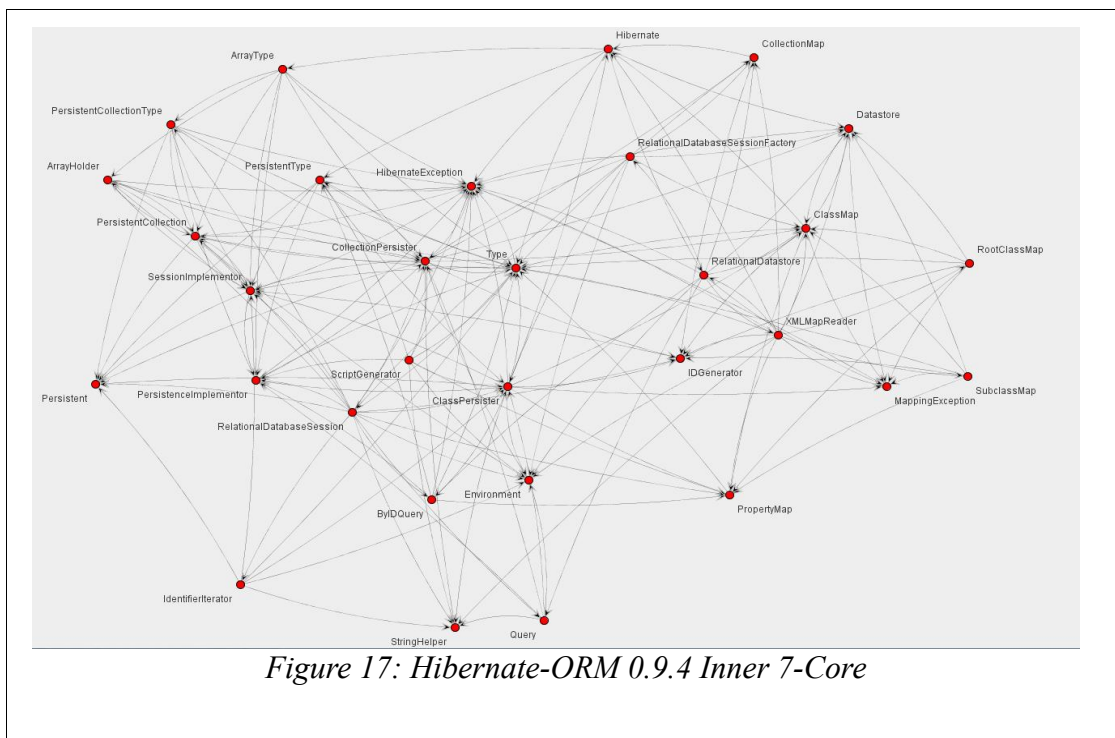 Hibernate
CollectionMap
ArrayType
PersistentCollectionType
Datastore
RelationalDatabaseSessionFactory
ArrayHolder
PersistentType
HibernateException
PersistentCollection
ClassMap
CollectionPersister
Type
RelationalDatastore
RootClassMap
SessionImplementor
XMLMapReader
ScriptGenerator
IDGenerator
Persistent
PersistenceImplementor
ClassPersister
MappingException
SubclassMap
RelationalDatabaseSession
Environment
ByIDQuery
PropertyMap
IdentifierIterator
StringHelper
Query
Figure 17: Hibernate-ORM 0.9.4 Inner 7-Core